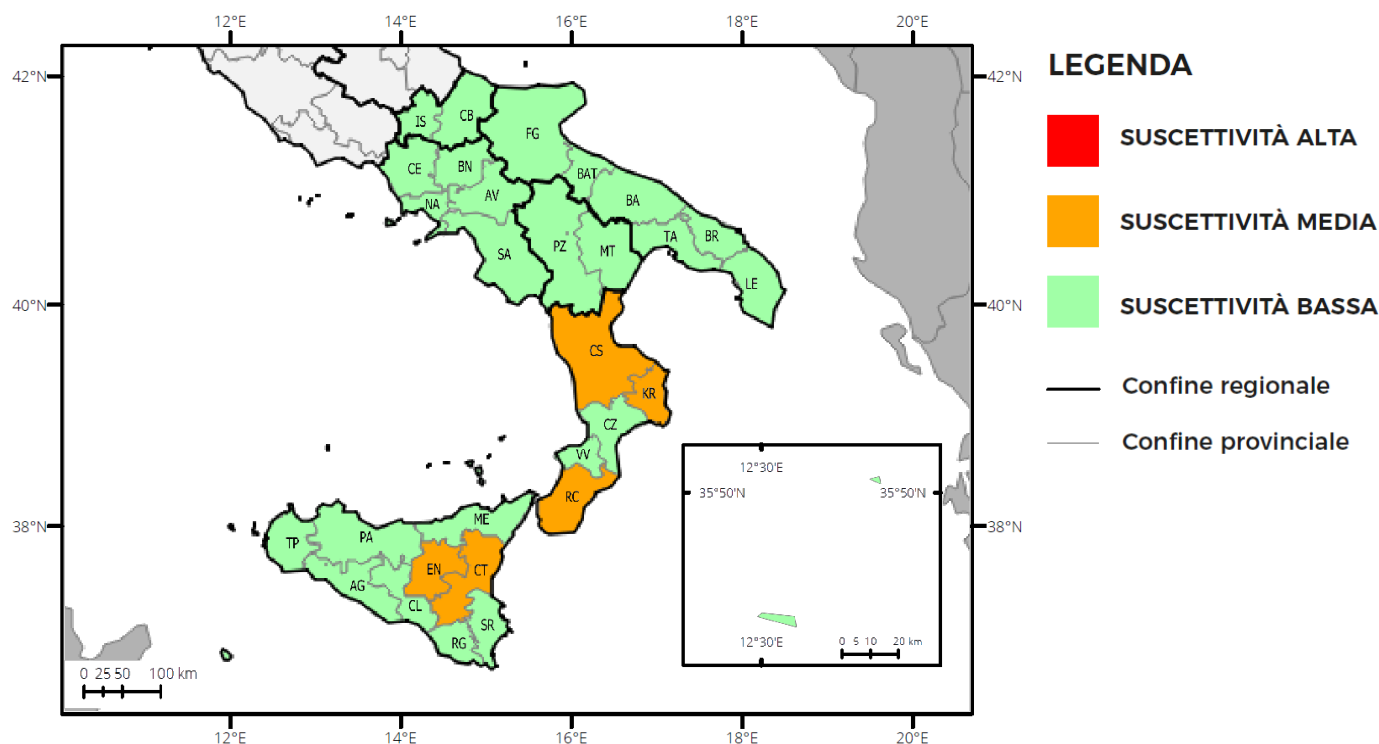 12°E 14°E 16°E 18°E 20°E
42°N 42°N
LEGENDA
SUSCETTIVITÀ ALTA
SUSCETTIVITÀ MEDIA
SUSCETTIVITÀ BASSA
Confine regionale
Confine provinciale
IS CB FG
CE BN BAT
NA AV BA
SA PZ MT TA BR
LE
40°N 40°N
CS
KR
CZ
VV
RC
38°N 38°N
ME
TP PA
EN CT
AG
CL
SR
RG
12°30'E
35°50'N 35°50'N
12°30'E
0 5 10 20 km
0 25 50 100 km
12°E 14°E 16°E 18°E 20°E